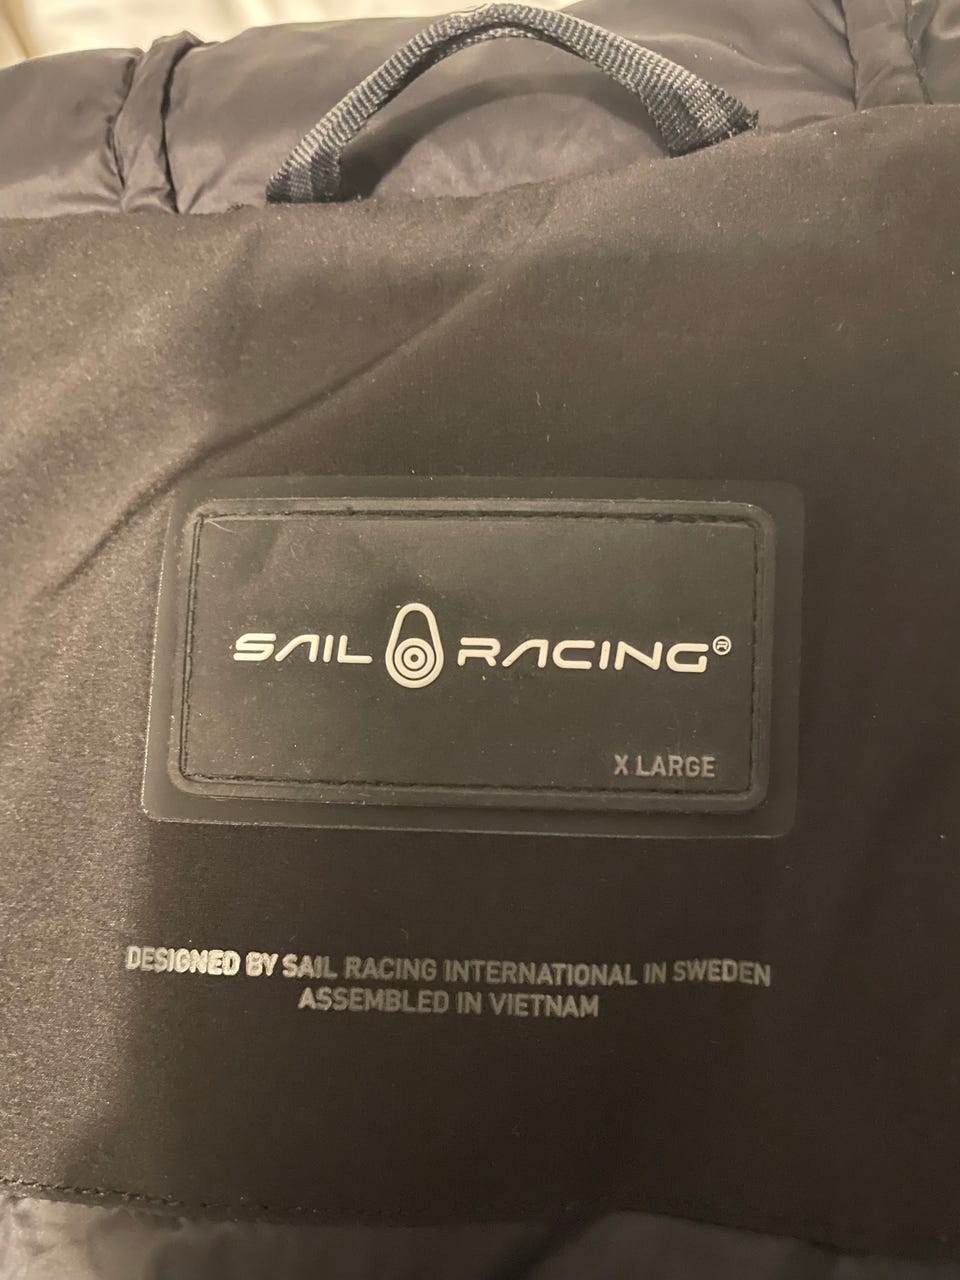 SAIL RACING®
X LARGE
DESIGNED BY SAIL RACING INTERNATIONAL IN SWEDEN
ASSEMBLED IN VIETNAM